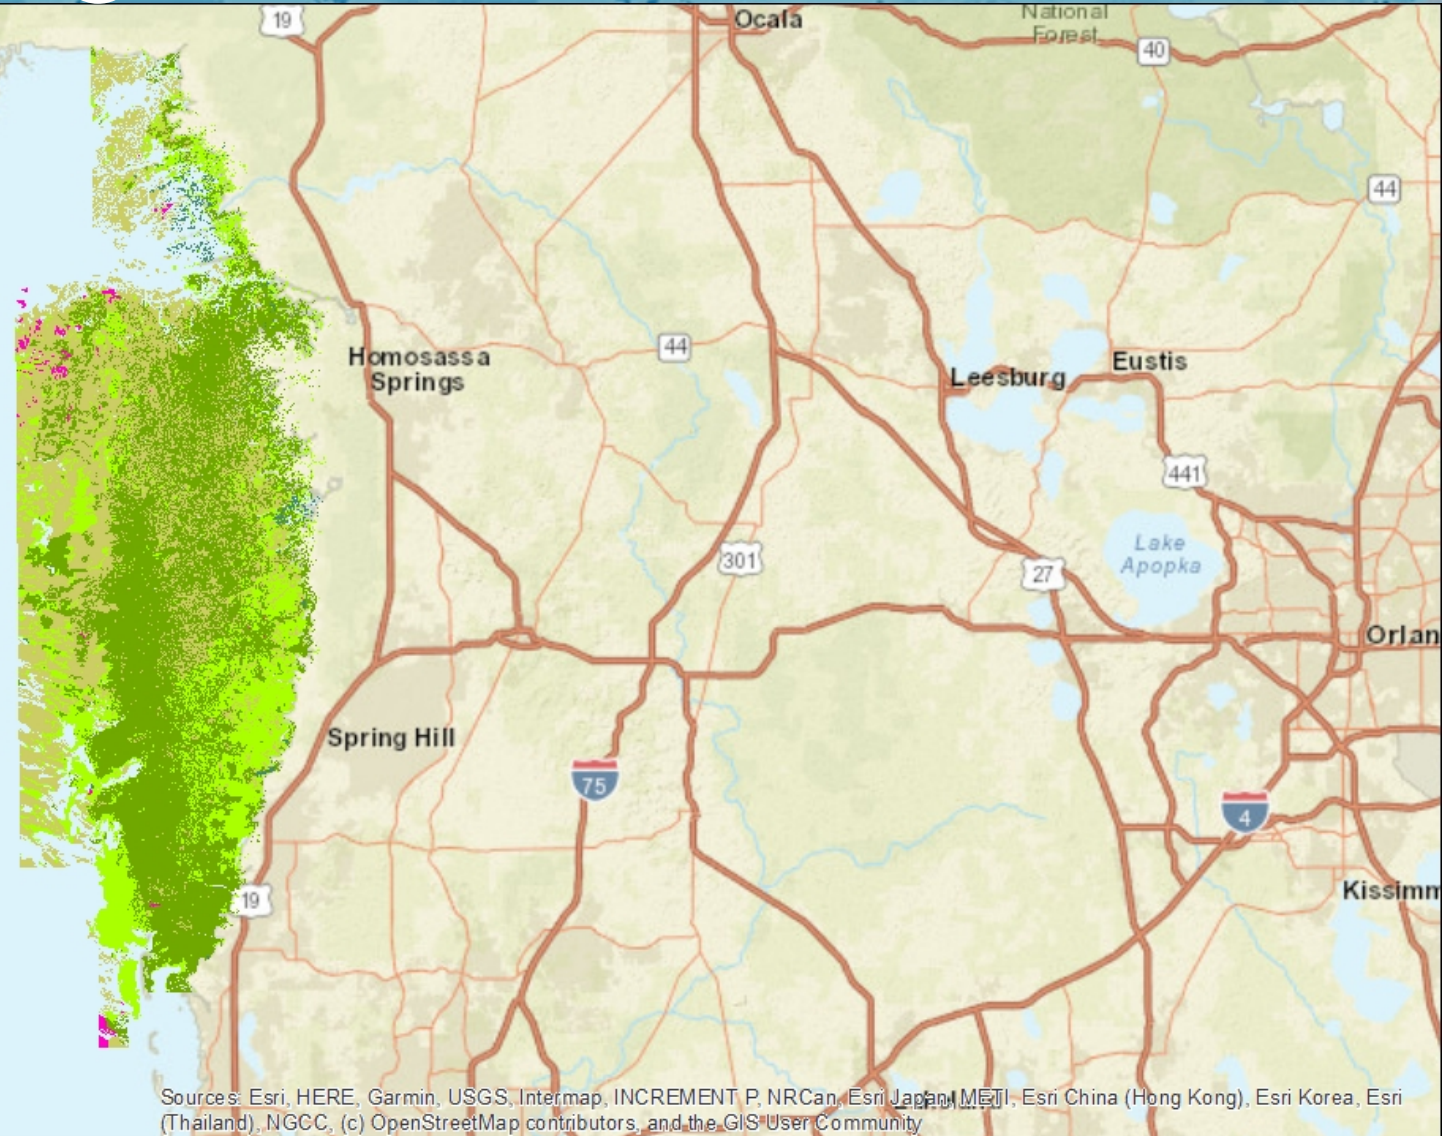 19
Ocala
National
Forest
40
44
Homosassa
Springs
44
Leesburg
Eustis
441
301
27
Lake
Apopka
Orlan
Spring Hill
75
4
19
Kissimm
Sources: Esri, HERE, Garmin, USGS, Intermap, INCREMENT P, NRCan, Esri Japan, METI, Esri China (Hong Kong), Esri Korea, Esri
(Thailand), NGCC, (c) OpenStreetMap contributors, and the GIS User Community